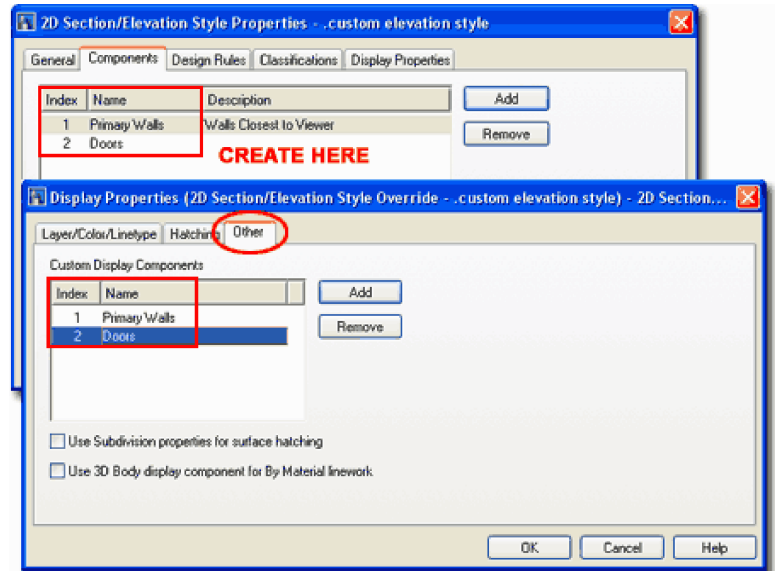 2D Section/Elevation Style Properties - .custom elevation style
General Components Design Rules Classifications Display Properties
Index Name Description Add
1 Primary Walls Walls Closest to Viewer
2 Doors Remove
CREATE HERE
Display Properties (2D Section/Elevation Style Override - .custom elevation style) - 2D Section...
Layer/Color/Linetype Hatching Other
Custom Display Components
Index Name Add
1 Primary Walls
2 Doors Remove
Use Subdivision properties for surface hatching
Use 3D Body display component for By Material linework
OK Cancel Help